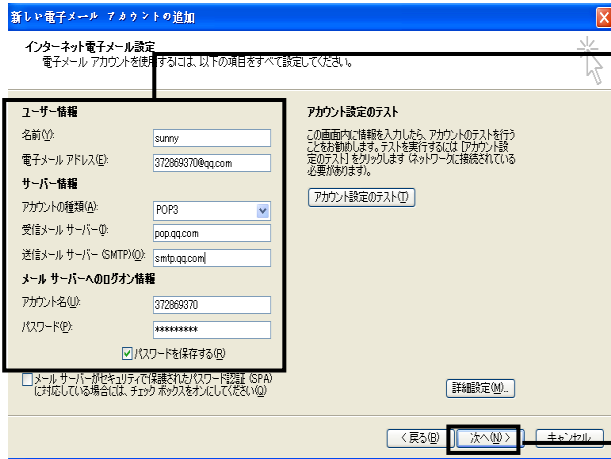 新しい電子メール アカウントの追加
インターネット電子メール設定
電子メール アカウントを使用するには、以下の項目をすべて設定してください。
ユーザー情報
名前(Y):
sunny
電子メール アドレス(E):
372869370@qq.com
サーバー情報
アカウントの種類(A):
POP3
受信メール サーバー(I):
pop.qq.com
送信メール サーバー (SMTP)(O):
smtp.qq.com
メール サーバーへのログオン情報
アカウント名(U):
372869370
パスワード(P):
*********
パスワードを保存する(R)
メール サーバーがセキュリティで保護されたパスワード認証 (SPA)
に対応している場合には、チェック ボックスをオンにしてください(Q)
アカウント設定のテスト
この画面内に情報を入力したら、アカウントのテストを行う
ことをお勧めします。テストを実行するには [アカウント設
定のテスト] をクリックします (ネットワークに接続されている
必要があります)。
アカウント設定のテスト(T)
詳細設定(M)...
< 戻る(B)
次へ(N) >
キャンセル